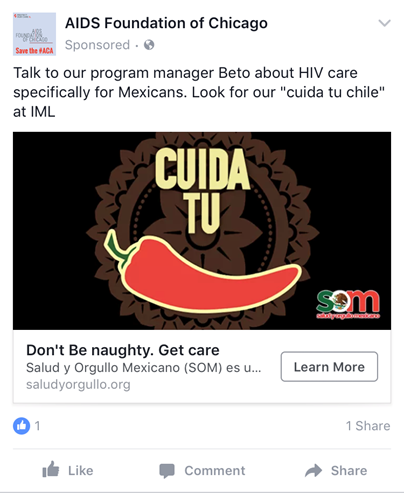 AIDS
FOUNDATION
OF CHICAGO
Save the #ACA
AIDS Foundation of Chicago
Sponsored ·
Talk to our program manager Beto about HIV care
specifically for Mexicans. Look for our "cuida tu chile"
at IML
CUIDA
TU
som
salud y orgullo mexicano
Don't Be naughty. Get care
Salud y Orgullo Mexicano (SOM) es u...
saludyorgullo.org
Learn More
1
1 Share
Like
Comment
Share